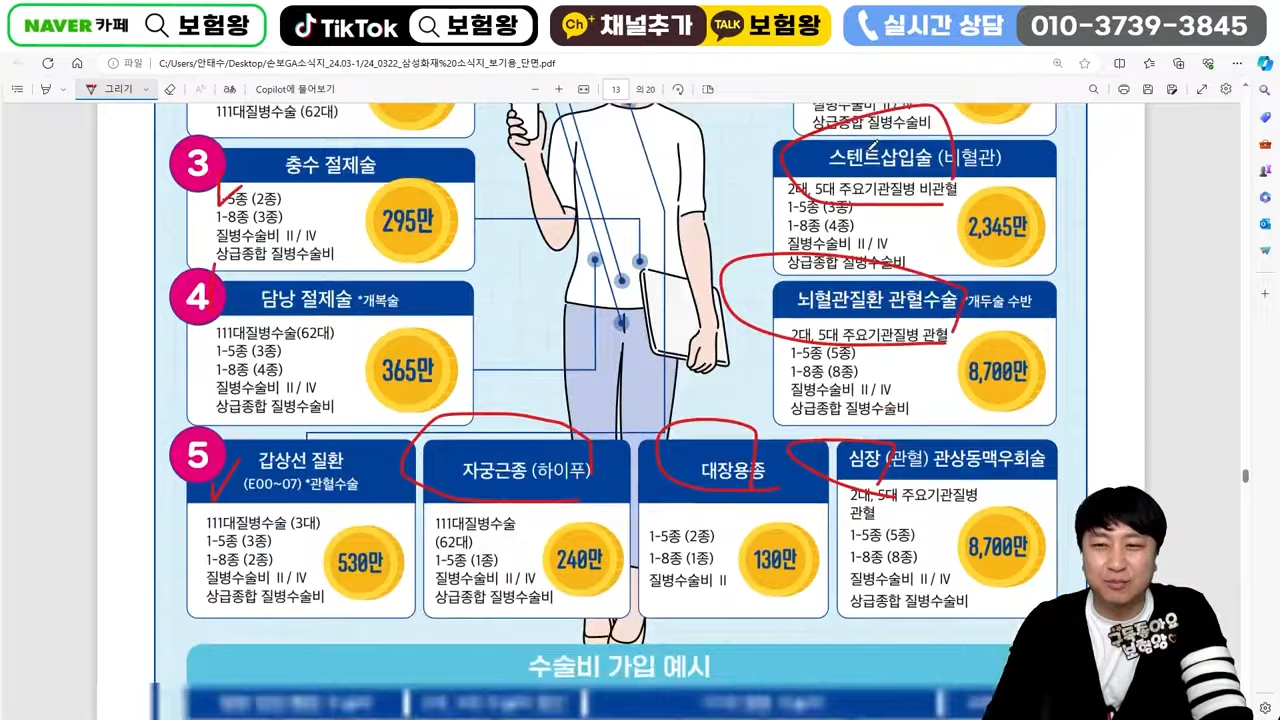 NAVER 카페 보험왕
TikTok 보험왕
Ch+ 채널추가 TALK 보험왕
실시간 상담 010-3739-3845
파일 C:/Users/안태수/Desktop/손보GA소식지_24.03-1/24_0322_삼성화재%20소식지_보기용_단면.pdf
그리기 Copilot에 물어보기 13 의 20
111대질병수술 (62대)
상급종합 질병수술비
3
충수 절제술
1-5종 (2종)
1-8종 (3종)
질병수술비 Ⅱ / Ⅳ
상급종합 질병수술비
295만
스텐트삽입술 (비혈관)
2대, 5대 주요기관질병 비관혈
1-5종 (3종)
1-8종 (4종)
질병수술비 Ⅱ / Ⅳ
상급종합 질병수술비
2,345만
4
담낭 절제술 *개복술
111대질병수술(62대)
1-5종 (3종)
1-8종 (4종)
질병수술비 Ⅱ / Ⅳ
상급종합 질병수술비
365만
뇌혈관질환 관혈수술 *개두술 수반
2대, 5대 주요기관질병 관혈
1-5종 (5종)
1-8종 (8종)
질병수술비 Ⅱ / Ⅳ
상급종합 질병수술비
8,700만
5
갑상선 질환
(E00~07) *관혈수술
111대질병수술 (3대)
1-5종 (3종)
1-8종 (2종)
질병수술비 Ⅱ / Ⅳ
상급종합 질병수술비
530만
자궁근종 (하이푸)
111대질병수술
(62대)
1-5종 (1종)
질병수술비 Ⅱ / Ⅳ
상급종합 질병수술비
240만
대장용종
1-5종 (2종)
1-8종 (1종)
질병수술비 Ⅱ
130만
심장 (관혈) 관상동맥우회술
2대, 5대 주요기관질병
관혈
1-5종 (5종)
1-8종 (8종)
질병수술비 Ⅱ / Ⅳ
상급종합 질병수술비
8,700만
구독좋아요
보험왕
수술비 가입 예시